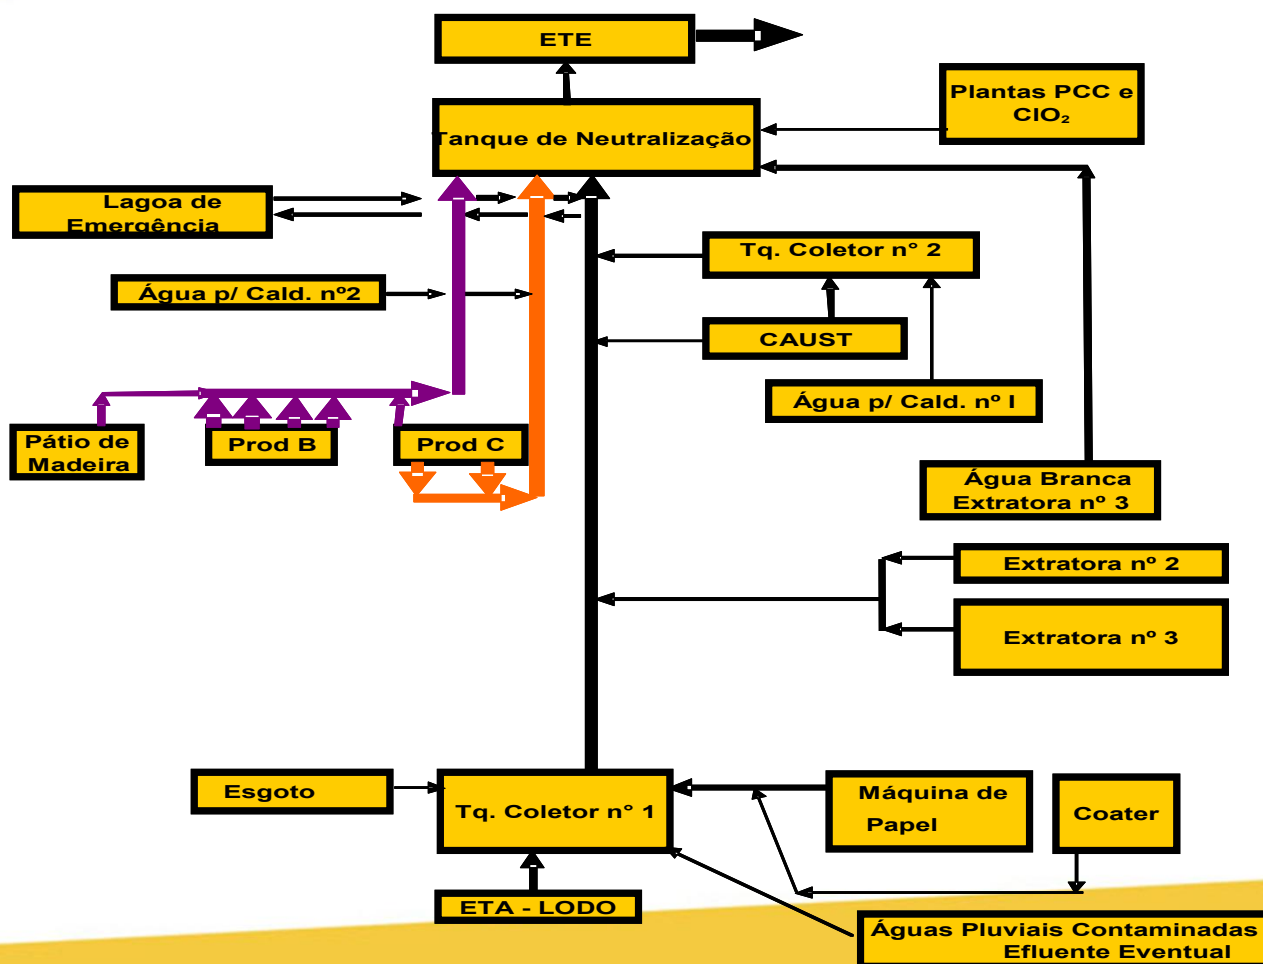 ETE
Plantas PCC e
ClO₂
Tanque de Neutralização
Lagoa de
Emergência
Tq. Coletor n° 2
Água p/ Cald. nº2
CAUST
Água p/ Cald. nº I
Pátio de
Madeira
Prod B
Prod C
Água Branca
Extratora nº 3
Extratora nº 2
Extratora nº 3
Esgoto
Tq. Coletor n° 1
Máquina de
Papel
Coater
ETA - LODO
Águas Pluviais Contaminadas
Efluente Eventual